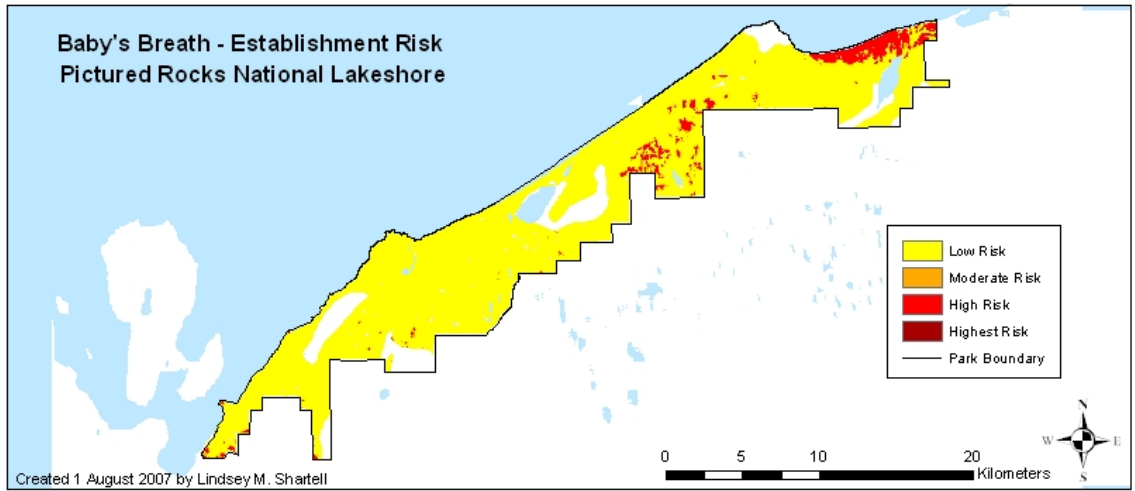 Baby's Breath - Establishment Risk
Pictured Rocks National Lakeshore
Low Risk
Moderate Risk
High Risk
Highest Risk
Park Boundary
N
W E
S
0 5 10 20
Kilometers
Created 1 August 2007 by Lindsey M. Shartell